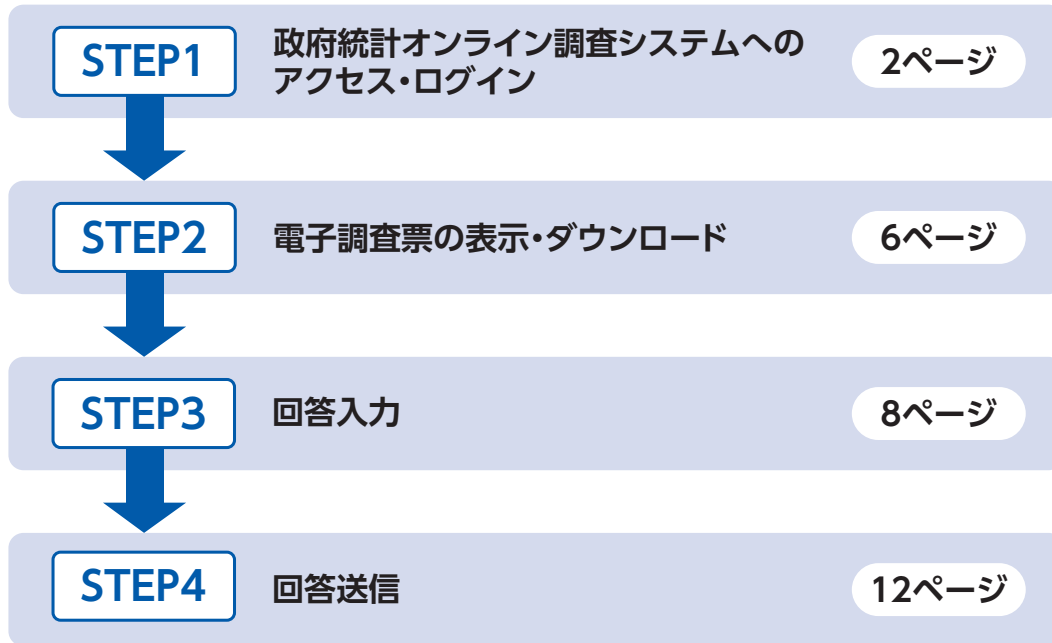 STEP1
政府統計オンライン調査システムへの
アクセス・ログイン
2ページ
STEP2
電子調査票の表示・ダウンロード
6ページ
STEP3
回答入力
8ページ
STEP4
回答送信
12ページ